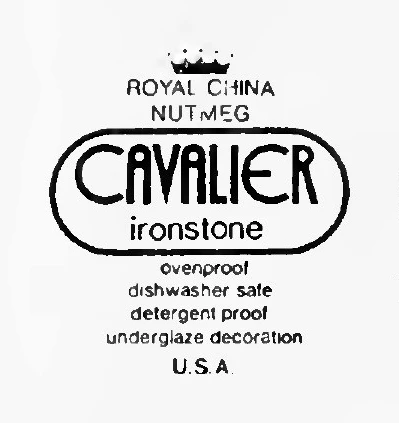 ROYAL CHINA
NUTMEG
CAVALIER
ironstone
ovenproof
dishwasher safe
detergent proof
underglaze decoration
U.S.A.